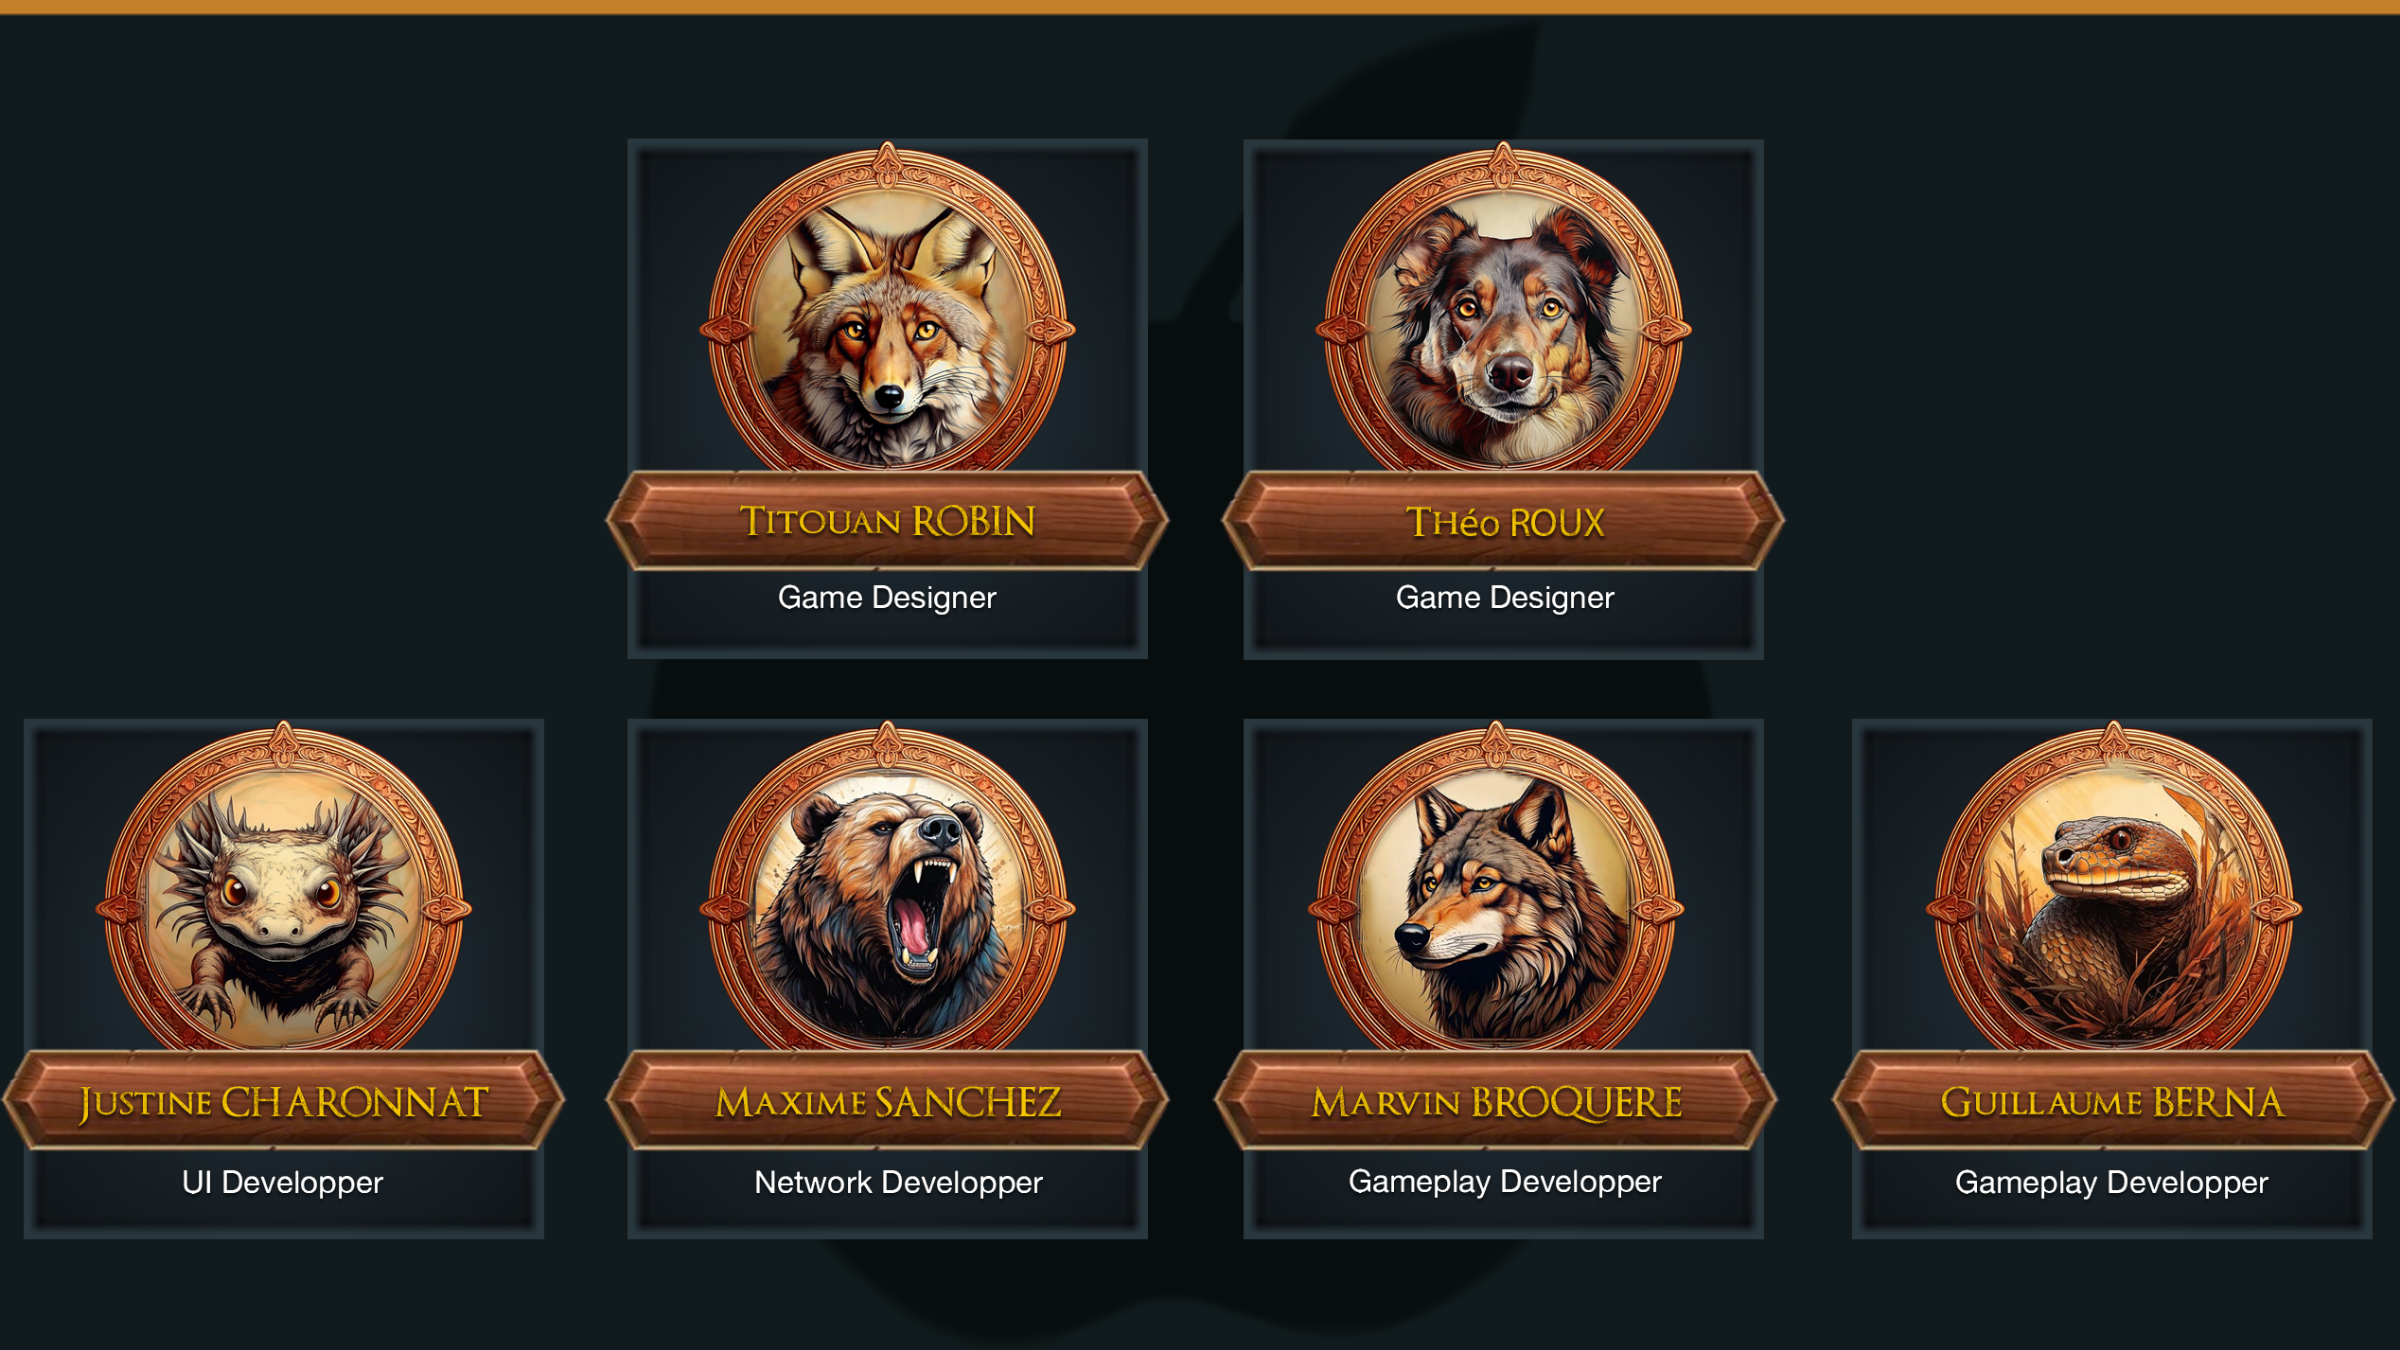 Titouan ROBIN
Game Designer
Théo ROUX
Game Designer
Justine CHARONNAT
UI Developper
Maxime SANCHEZ
Network Developper
Marvin BROQUERE
Gameplay Developper
Guillaume BERNA
Gameplay Developper